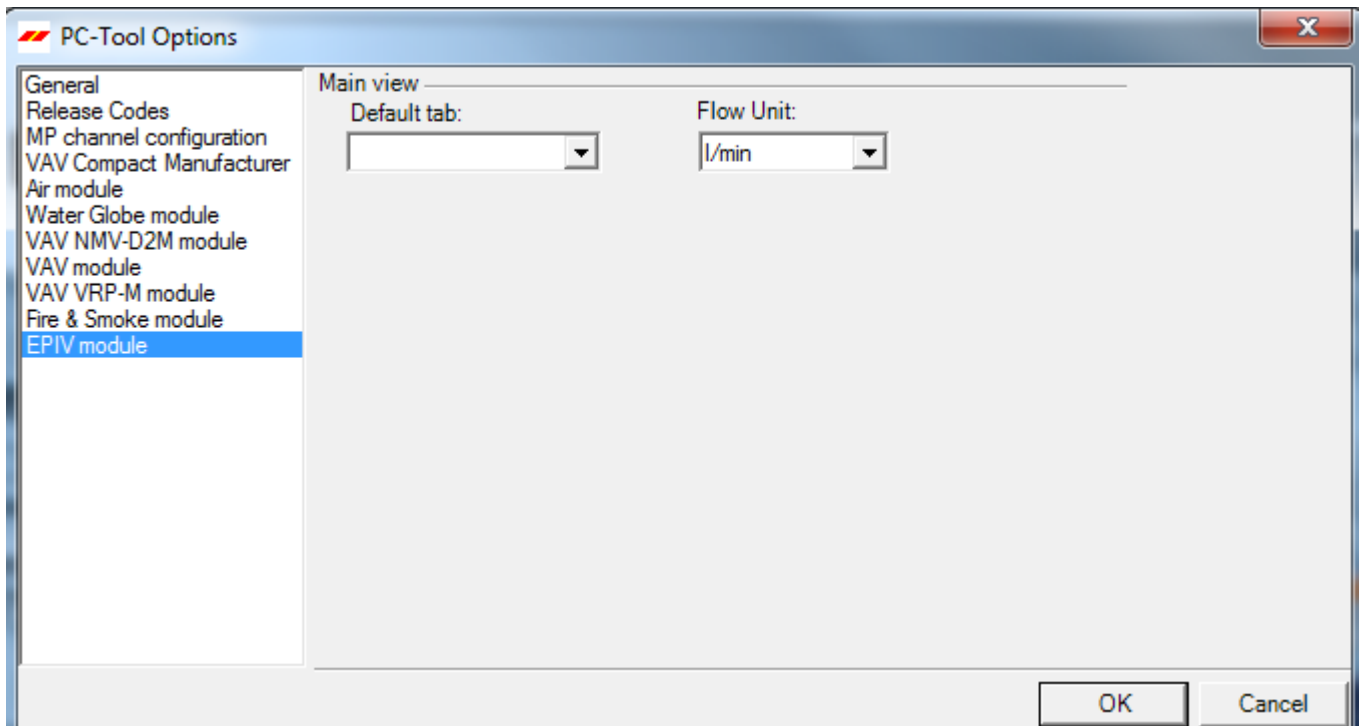 PC-Tool Options
General
Release Codes
MP channel configuration
VAV Compact Manufacturer
Air module
Water Globe module
VAV NMV-D2M module
VAV module
VAV VRP-M module
Fire & Smoke module
EPIV module
Main view
Default tab:
Flow Unit:
l/min
OK
Cancel